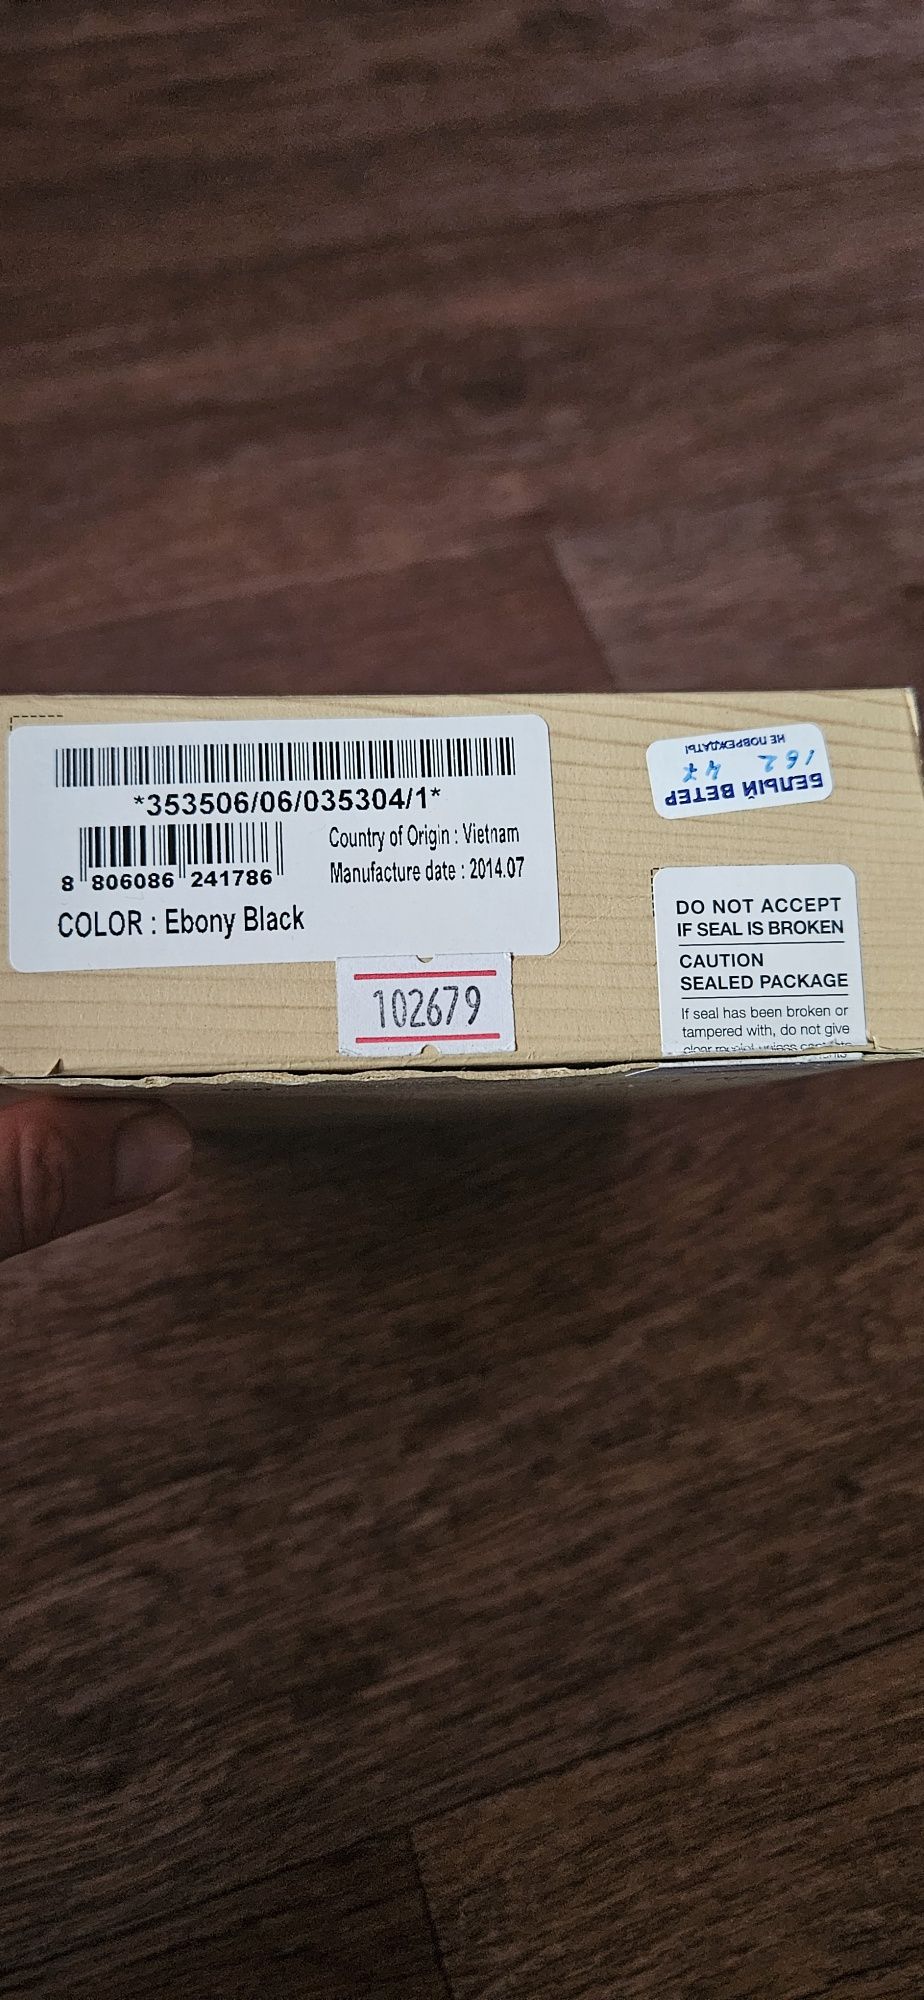 *353506/06/035304/1*
8 806086 241786
Country of Origin : Vietnam
Manufacture date : 2014.07
COLOR : Ebony Black
102679
БЕЛЫЙ ВЕТЕР
162 47
НЕ ПОВРЕЖДАТЬ!
DO NOT ACCEPT
IF SEAL IS BROKEN
CAUTION
SEALED PACKAGE
If seal has been broken or
tampered with, do not give